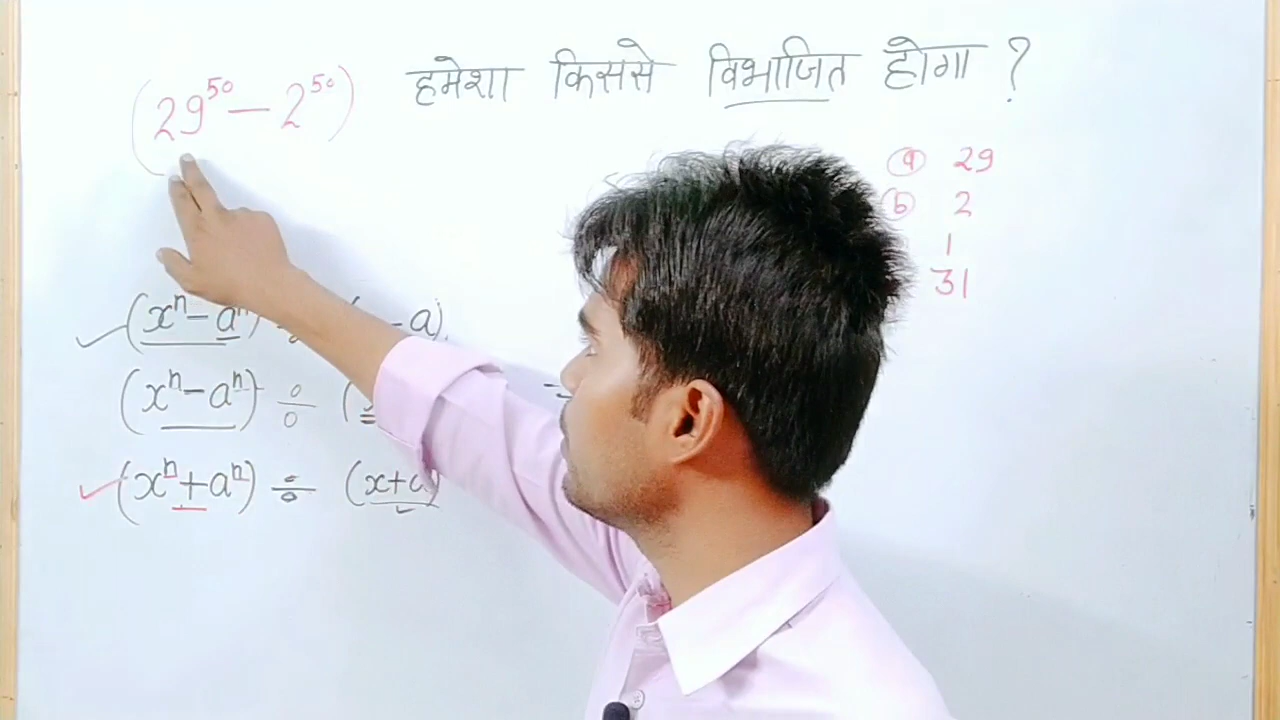 (29⁵⁰ – 2⁵⁰) हमेशा किससे विभाजित होगा ?
(a) 29
(b) 2
1
31
(xⁿ – aⁿ) – a)
(xⁿ – aⁿ) ÷ (
(xⁿ + aⁿ) ÷ (x+a)